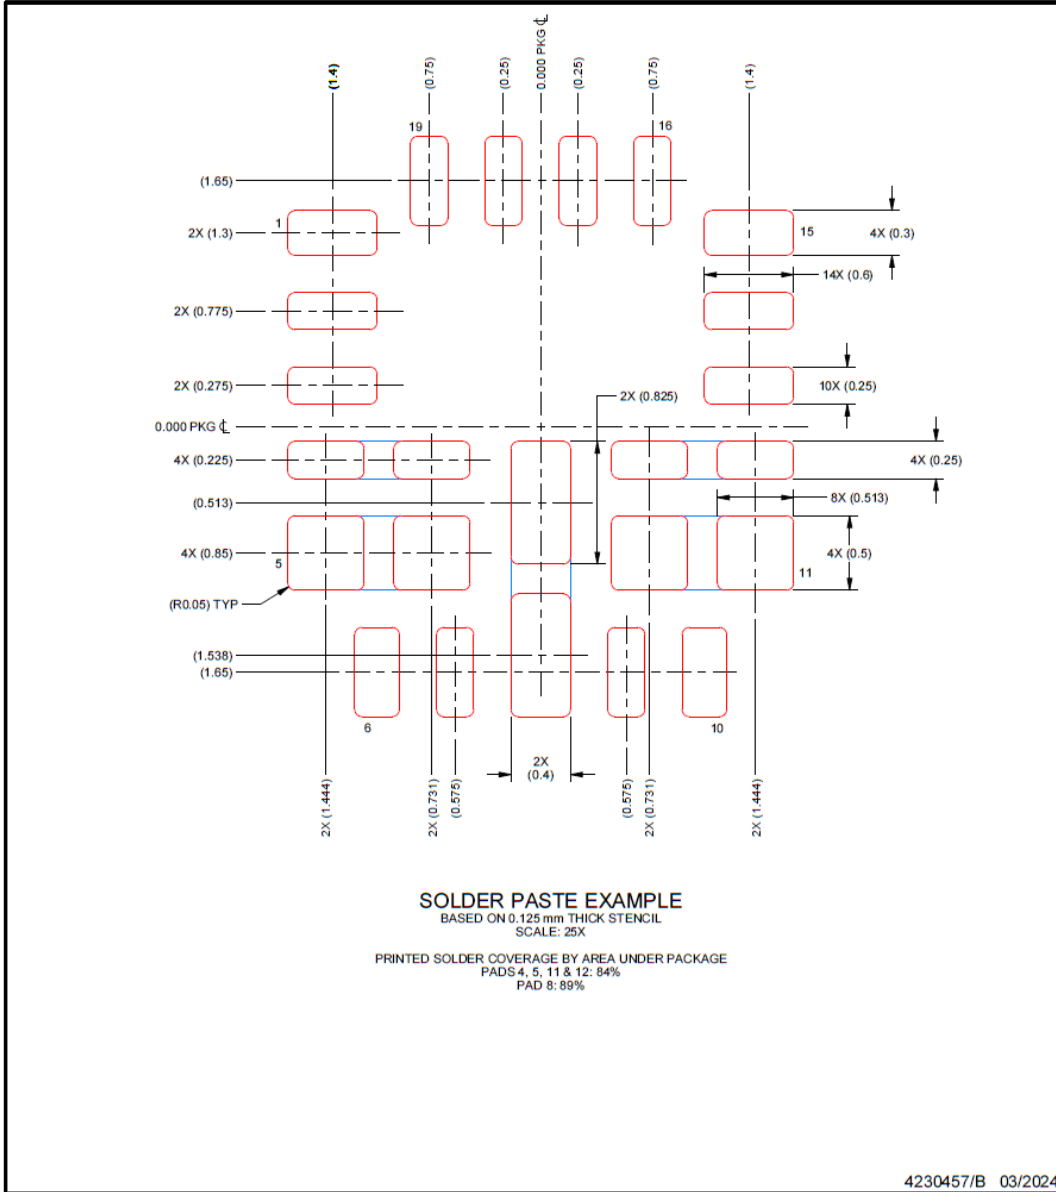 (1.4)
(0.75)
(0.25)
0.000 PKG ℄
(0.25)
(0.75)
(1.4)
19
16
(1.65)
1
2X (1.3)
15
4X (0.3)
14X (0.6)
2X (0.775)
2X (0.275)
10X (0.25)
2X (0.825)
0.000 PKG ℄
4X (0.225)
4X (0.25)
(0.513)
8X (0.513)
4X (0.85)
4X (0.5)
5
11
(R0.05) TYP
(1.538)
(1.65)
6
10
2X
(0.4)
2X (1.444)
2X (0.731)
(0.575)
(0.575)
2X (0.731)
2X (1.444)
SOLDER PASTE EXAMPLE
BASED ON 0.125 mm THICK STENCIL
SCALE: 25X
PRINTED SOLDER COVERAGE BY AREA UNDER PACKAGE
PADS 4, 5, 11 & 12: 84%
PAD 8: 89%
4230457/B 03/2024